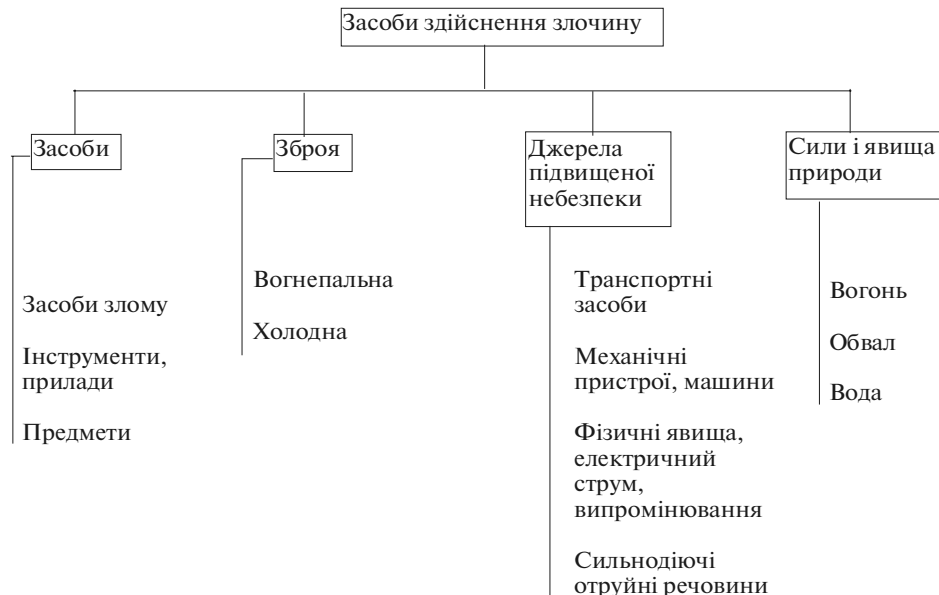 Засоби здійснення злочину
Засоби
Засоби злому
Інструменти,
прилади
Предмети
Зброя
Вогнепальна
Холодна
Джерела
підвищеної
небезпеки
Транспортні
засоби
Механічні
пристрої, машини
Фізичні явища,
електричний
струм,
випромінювання
Сильнодіючі
отруйні речовини
Сили і явища
природи
Вогонь
Обвал
Вода